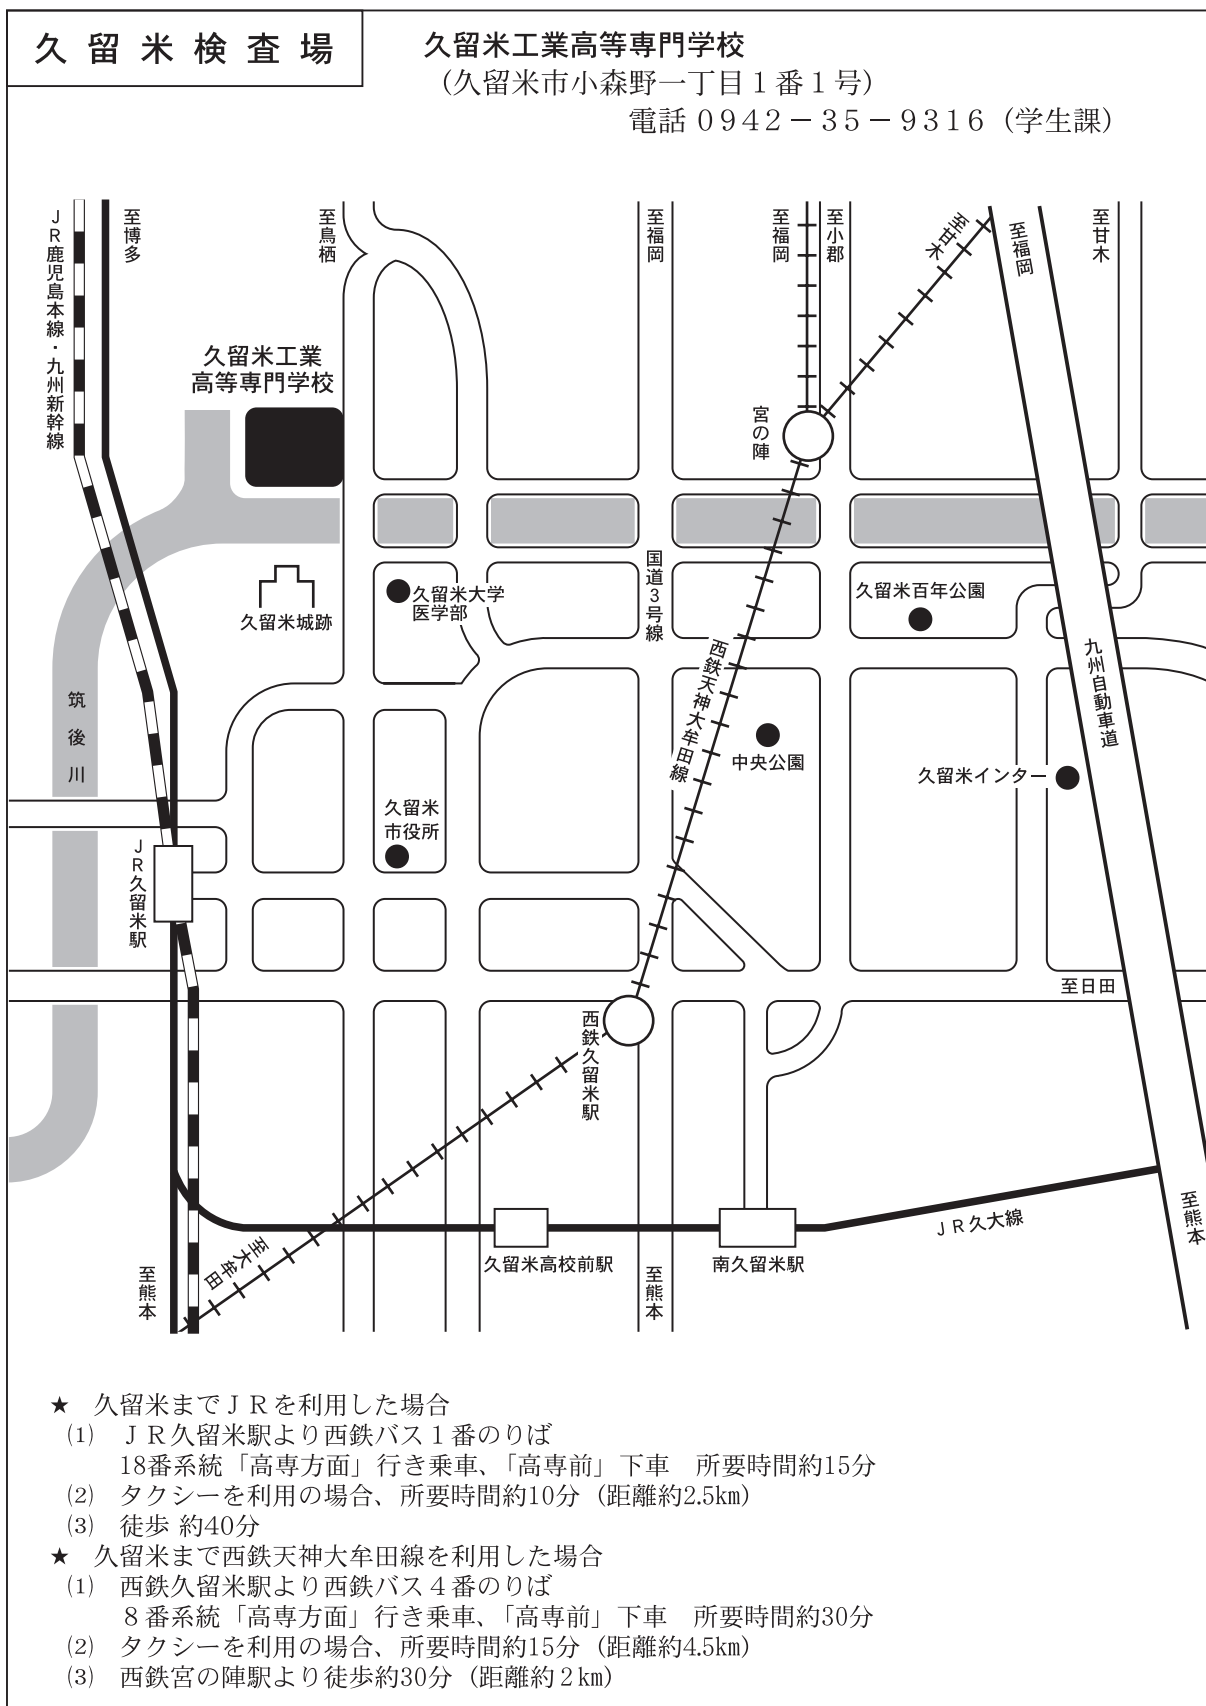 久留米検査場
久留米工業高等専門学校
（久留米市小森野一丁目１番１号）
電話 ０９４２－３５－９３１６（学生課）
ＪＲ鹿児島本線・九州新幹線
至博多
至鳥栖
至福岡
至福岡
至小郡
至甘木
至福岡
至甘木
久留米工業
高等専門学校
宮の陣
久留米城跡
久留米大学
医学部
国道３号線
久留米百年公園
西鉄天神大牟田線
九州自動車道
筑後川
中央公園
久留米インター
久留米
市役所
ＪＲ久留米駅
至日田
西鉄久留米駅
至熊本
ＪＲ久大線
至大牟田
久留米高校前駅
南久留米駅
至熊本
至熊本
★　久留米までＪＲを利用した場合
⑴　ＪＲ久留米駅より西鉄バス１番のりば
18番系統「高専方面」行き乗車、「高専前」下車　所要時間約15分
⑵　タクシーを利用の場合、所要時間約10分（距離約2.5㎞）
⑶　徒歩 約40分
★　久留米まで西鉄天神大牟田線を利用した場合
⑴　西鉄久留米駅より西鉄バス４番のりば
８番系統「高専方面」行き乗車、「高専前」下車　所要時間約30分
⑵　タクシーを利用の場合、所要時間約15分（距離約4.5㎞）
⑶　西鉄宮の陣駅より徒歩約30分（距離約２㎞）